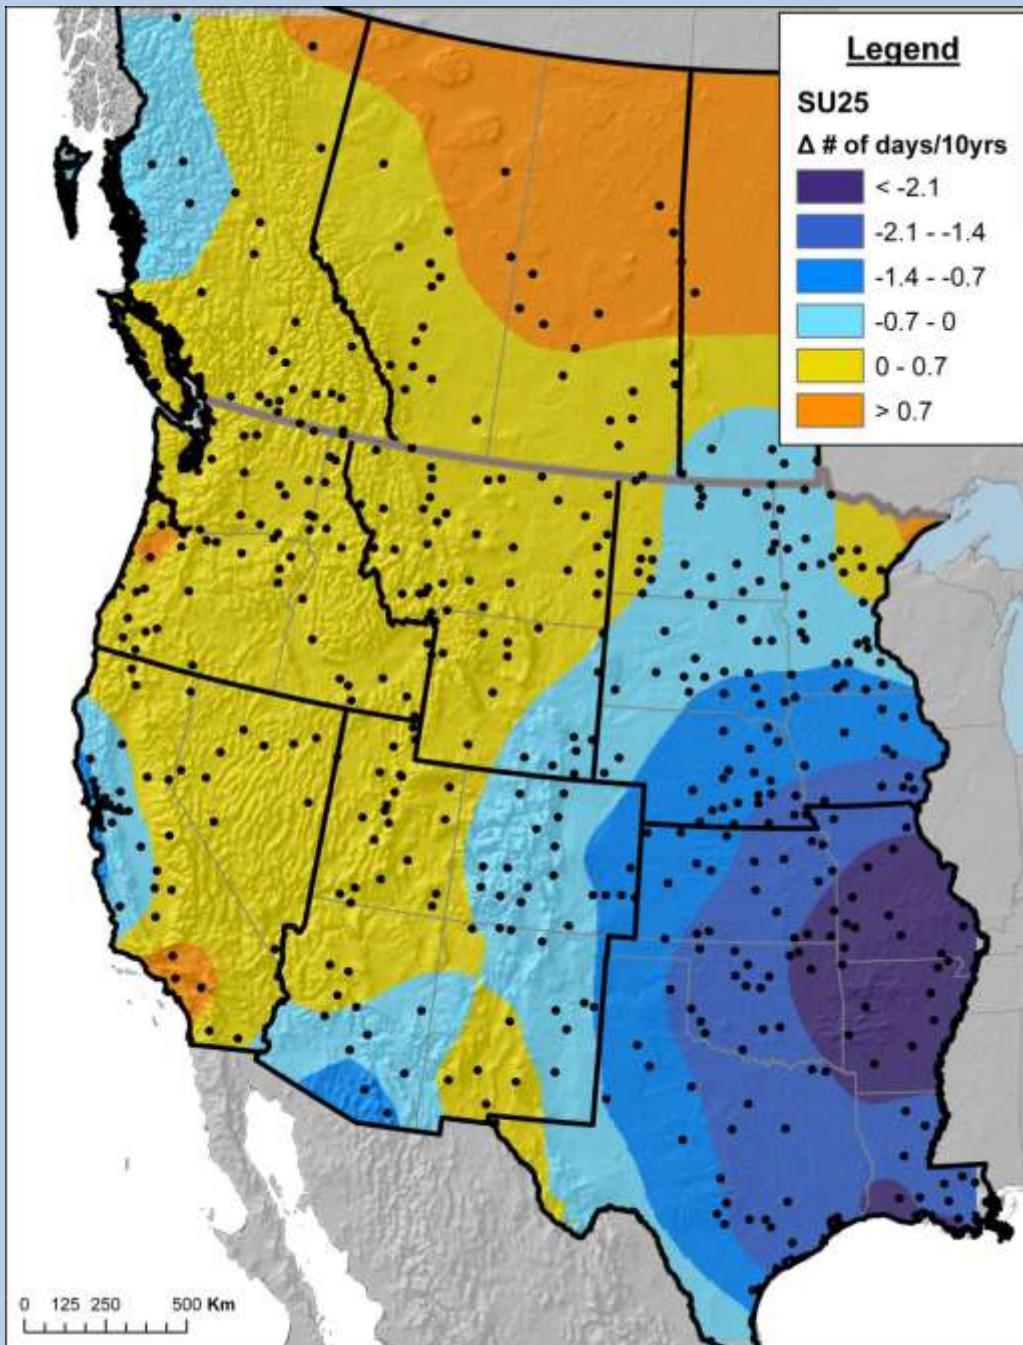 Legend
SU25
Δ # of days/10yrs
< -2.1
-2.1 - -1.4
-1.4 - -0.7
-0.7 - 0
0 - 0.7
> 0.7
0 125 250 500 Km